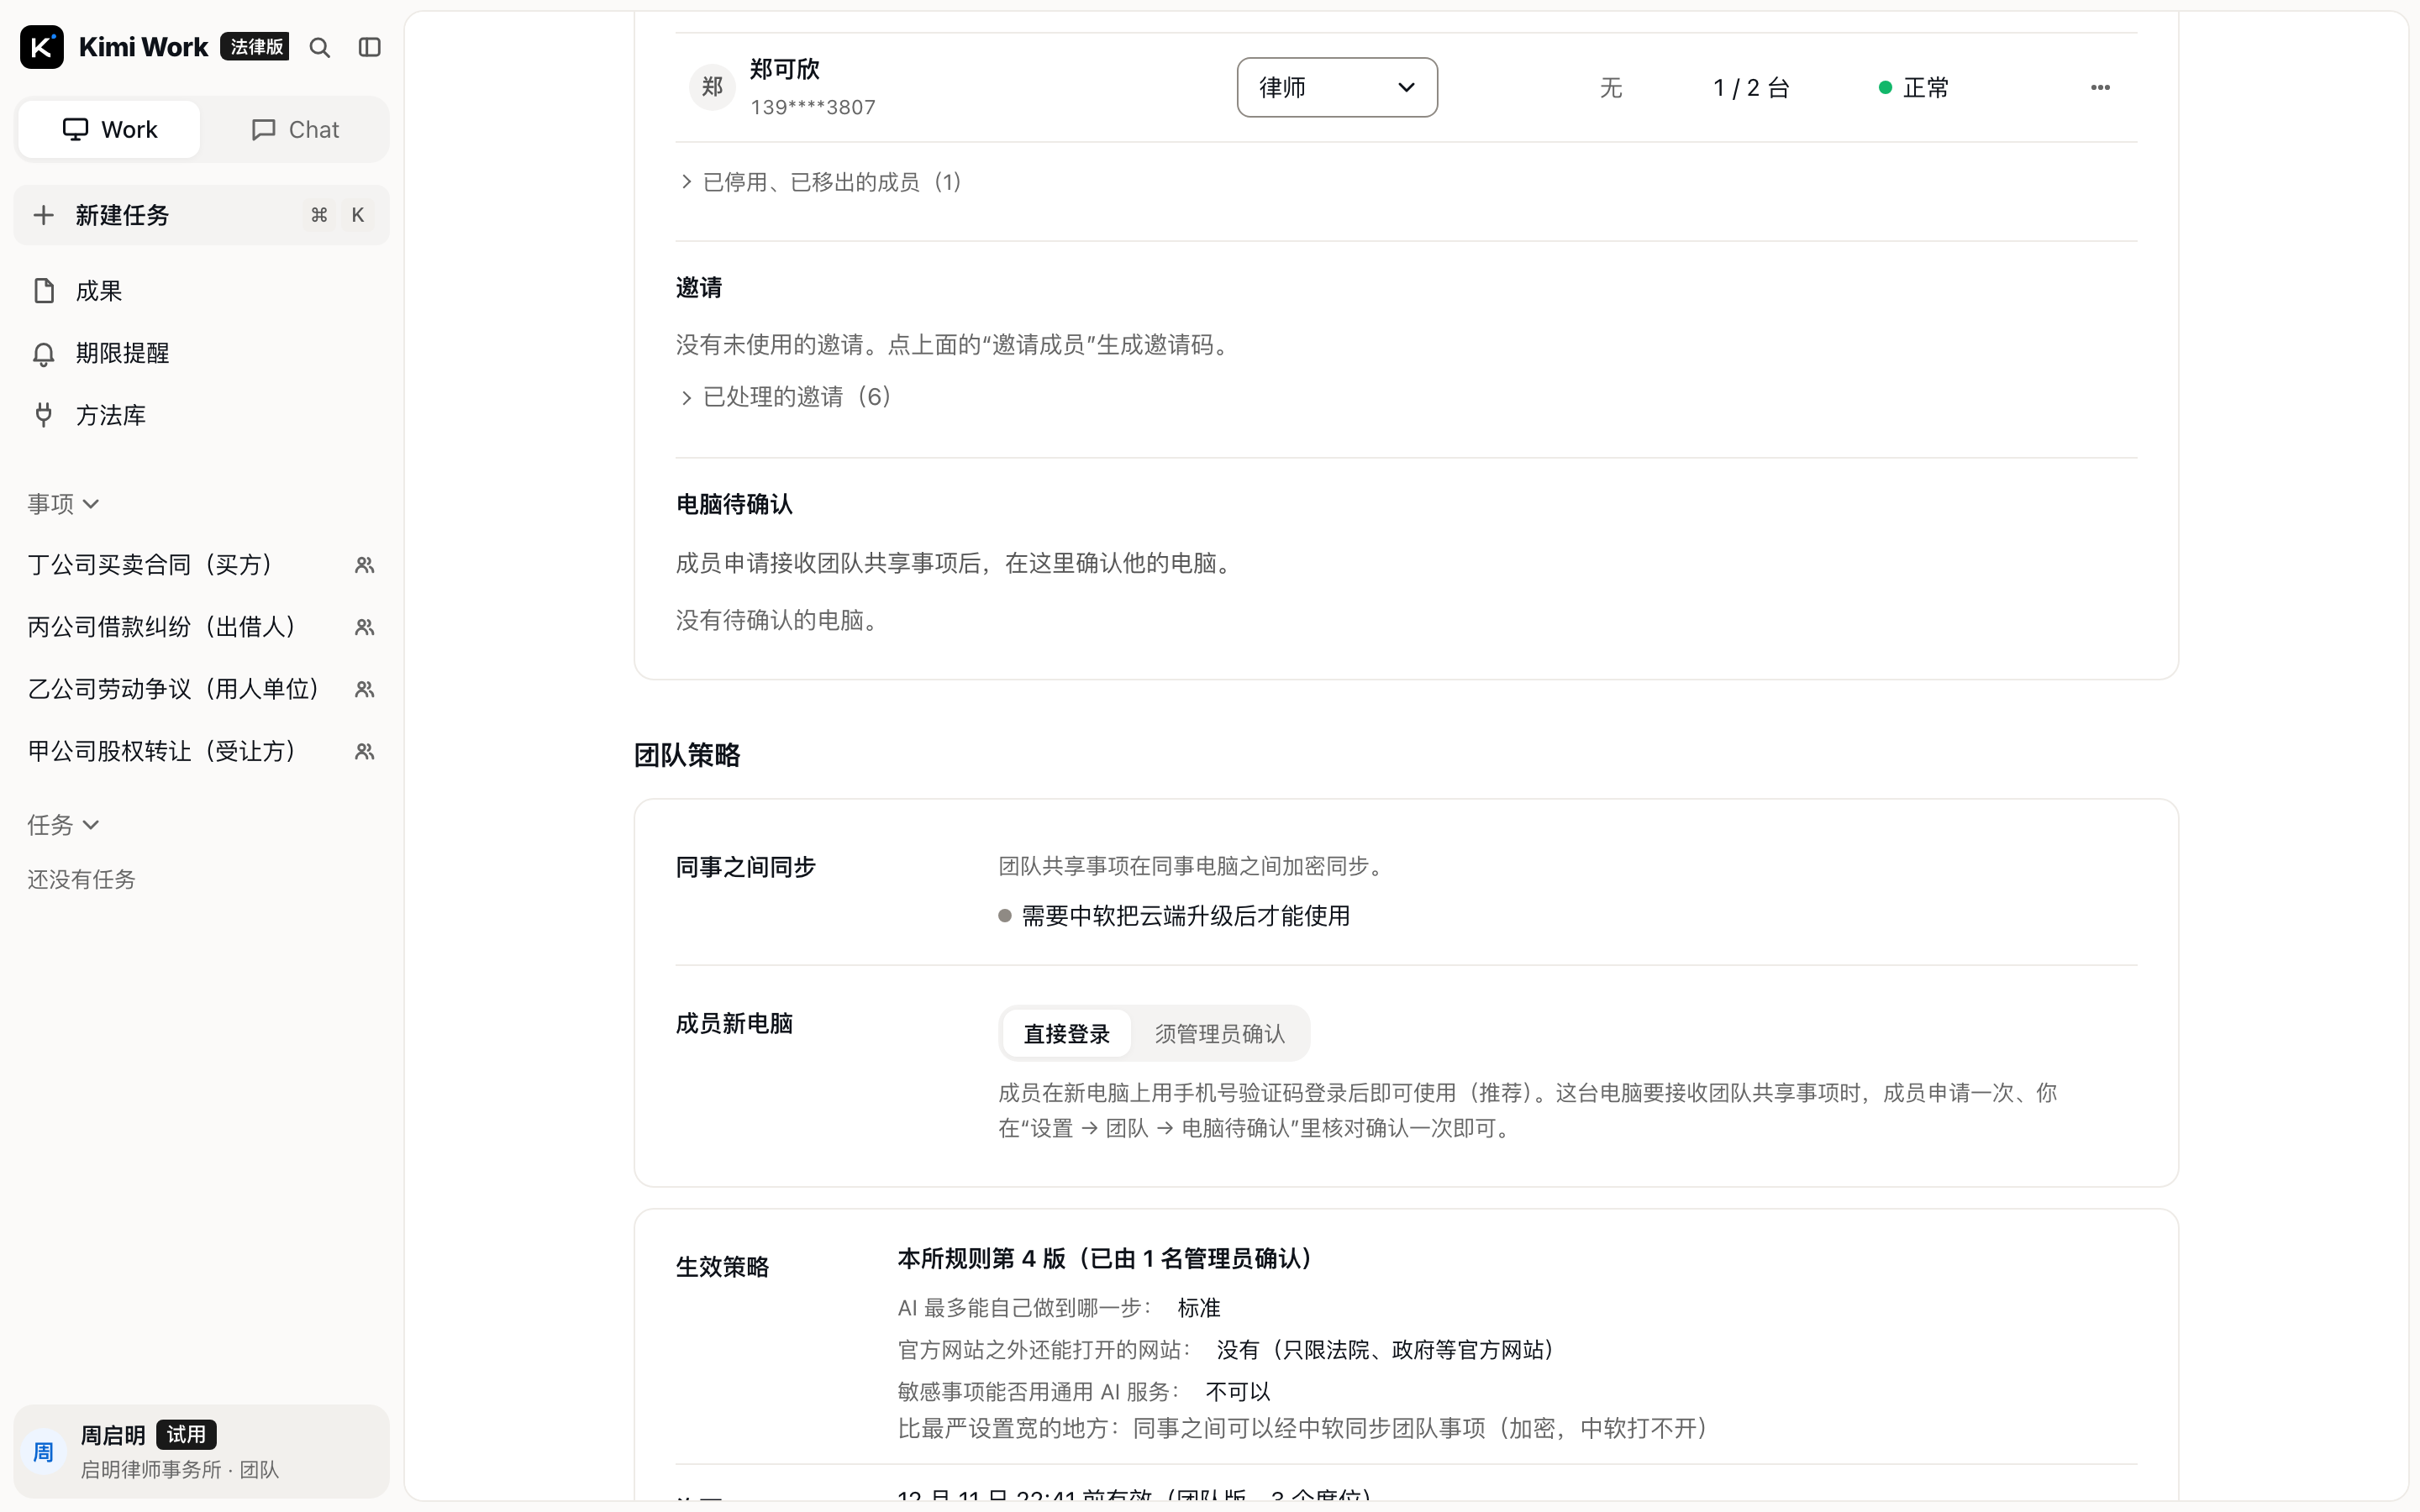 Kimi Work 法律版
Work
Chat
新建任务 ⌘ K
成果
期限提醒
方法库
事项
丁公司买卖合同（买方）
丙公司借款纠纷（出借人）
乙公司劳动争议（用人单位）
甲公司股权转让（受让方）
任务
还没有任务
周 周启明 试用
启明律师事务所 · 团队
郑 郑可欣
139****3807
律师
无
1 / 2 台
正常
已停用、已移出的成员（1）
邀请
没有未使用的邀请。点上面的“邀请成员”生成邀请码。
已处理的邀请（6）
电脑待确认
成员申请接收团队共享事项后，在这里确认他的电脑。
没有待确认的电脑。
团队策略
同事之间同步
团队共享事项在同事电脑之间加密同步。
需要中软把云端升级后才能使用
成员新电脑
直接登录
须管理员确认
成员在新电脑上用手机号验证码登录后即可使用（推荐）。这台电脑要接收团队共享事项时，成员申请一次、你
在“设置 → 团队 → 电脑待确认”里核对确认一次即可。
生效策略
本所规则第 4 版（已由 1 名管理员确认）
AI 最多能自己做到哪一步： 标准
官方网站之外还能打开的网站： 没有（只限法院、政府等官方网站）
敏感事项能否用通用 AI 服务： 不可以
比最严设置宽的地方：同事之间可以经中软同步团队事项（加密，中软打不开）
12 月 11 日 22:41 前有效（团队版，3 个席位）